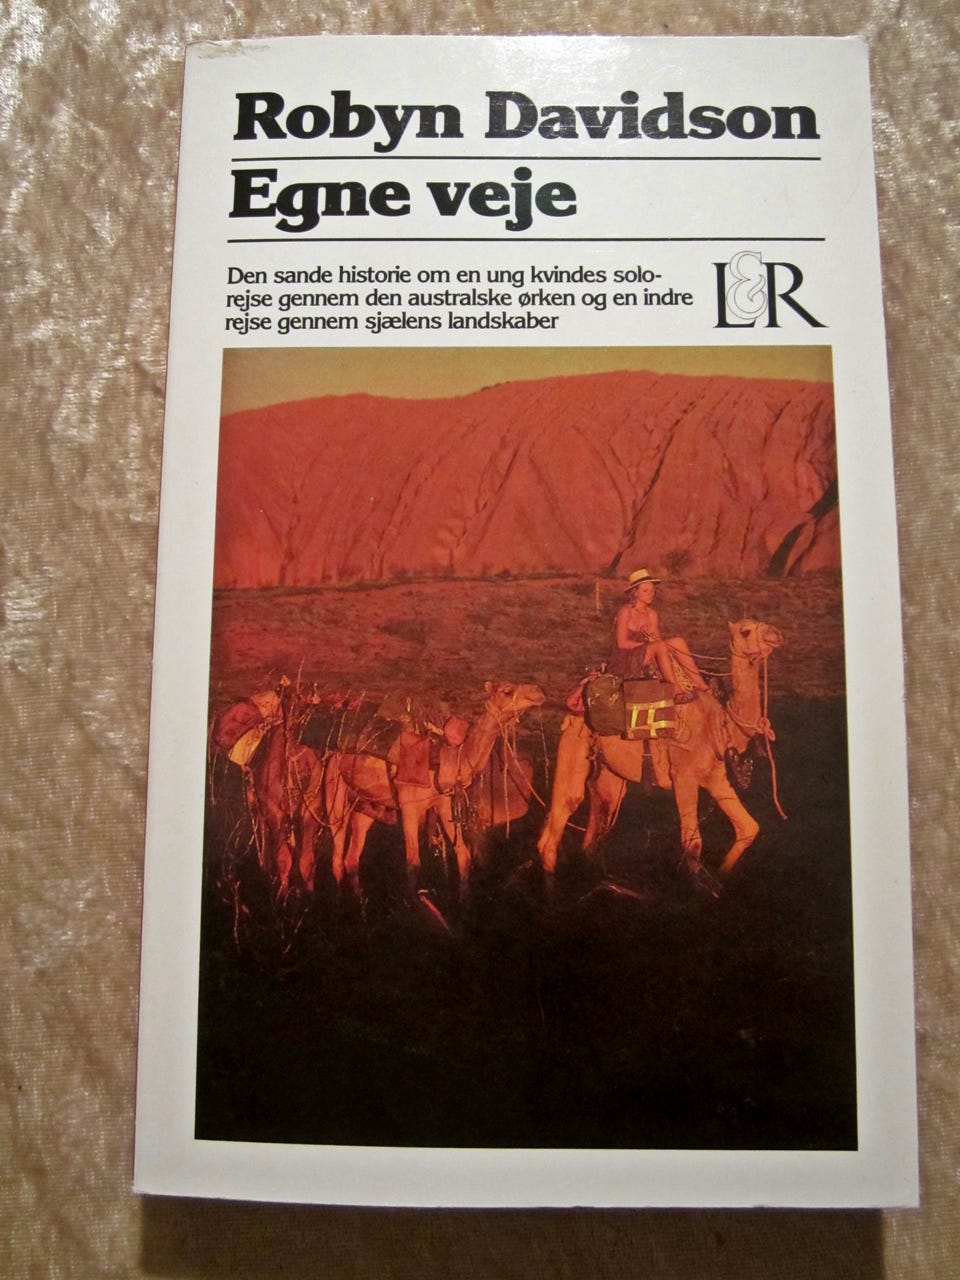 Robyn Davidson
Egne veje
Den sande historie om en ung kvindes solo-
rejse gennem den australske ørken og en indre
rejse gennem sjælens landskaber
L&R